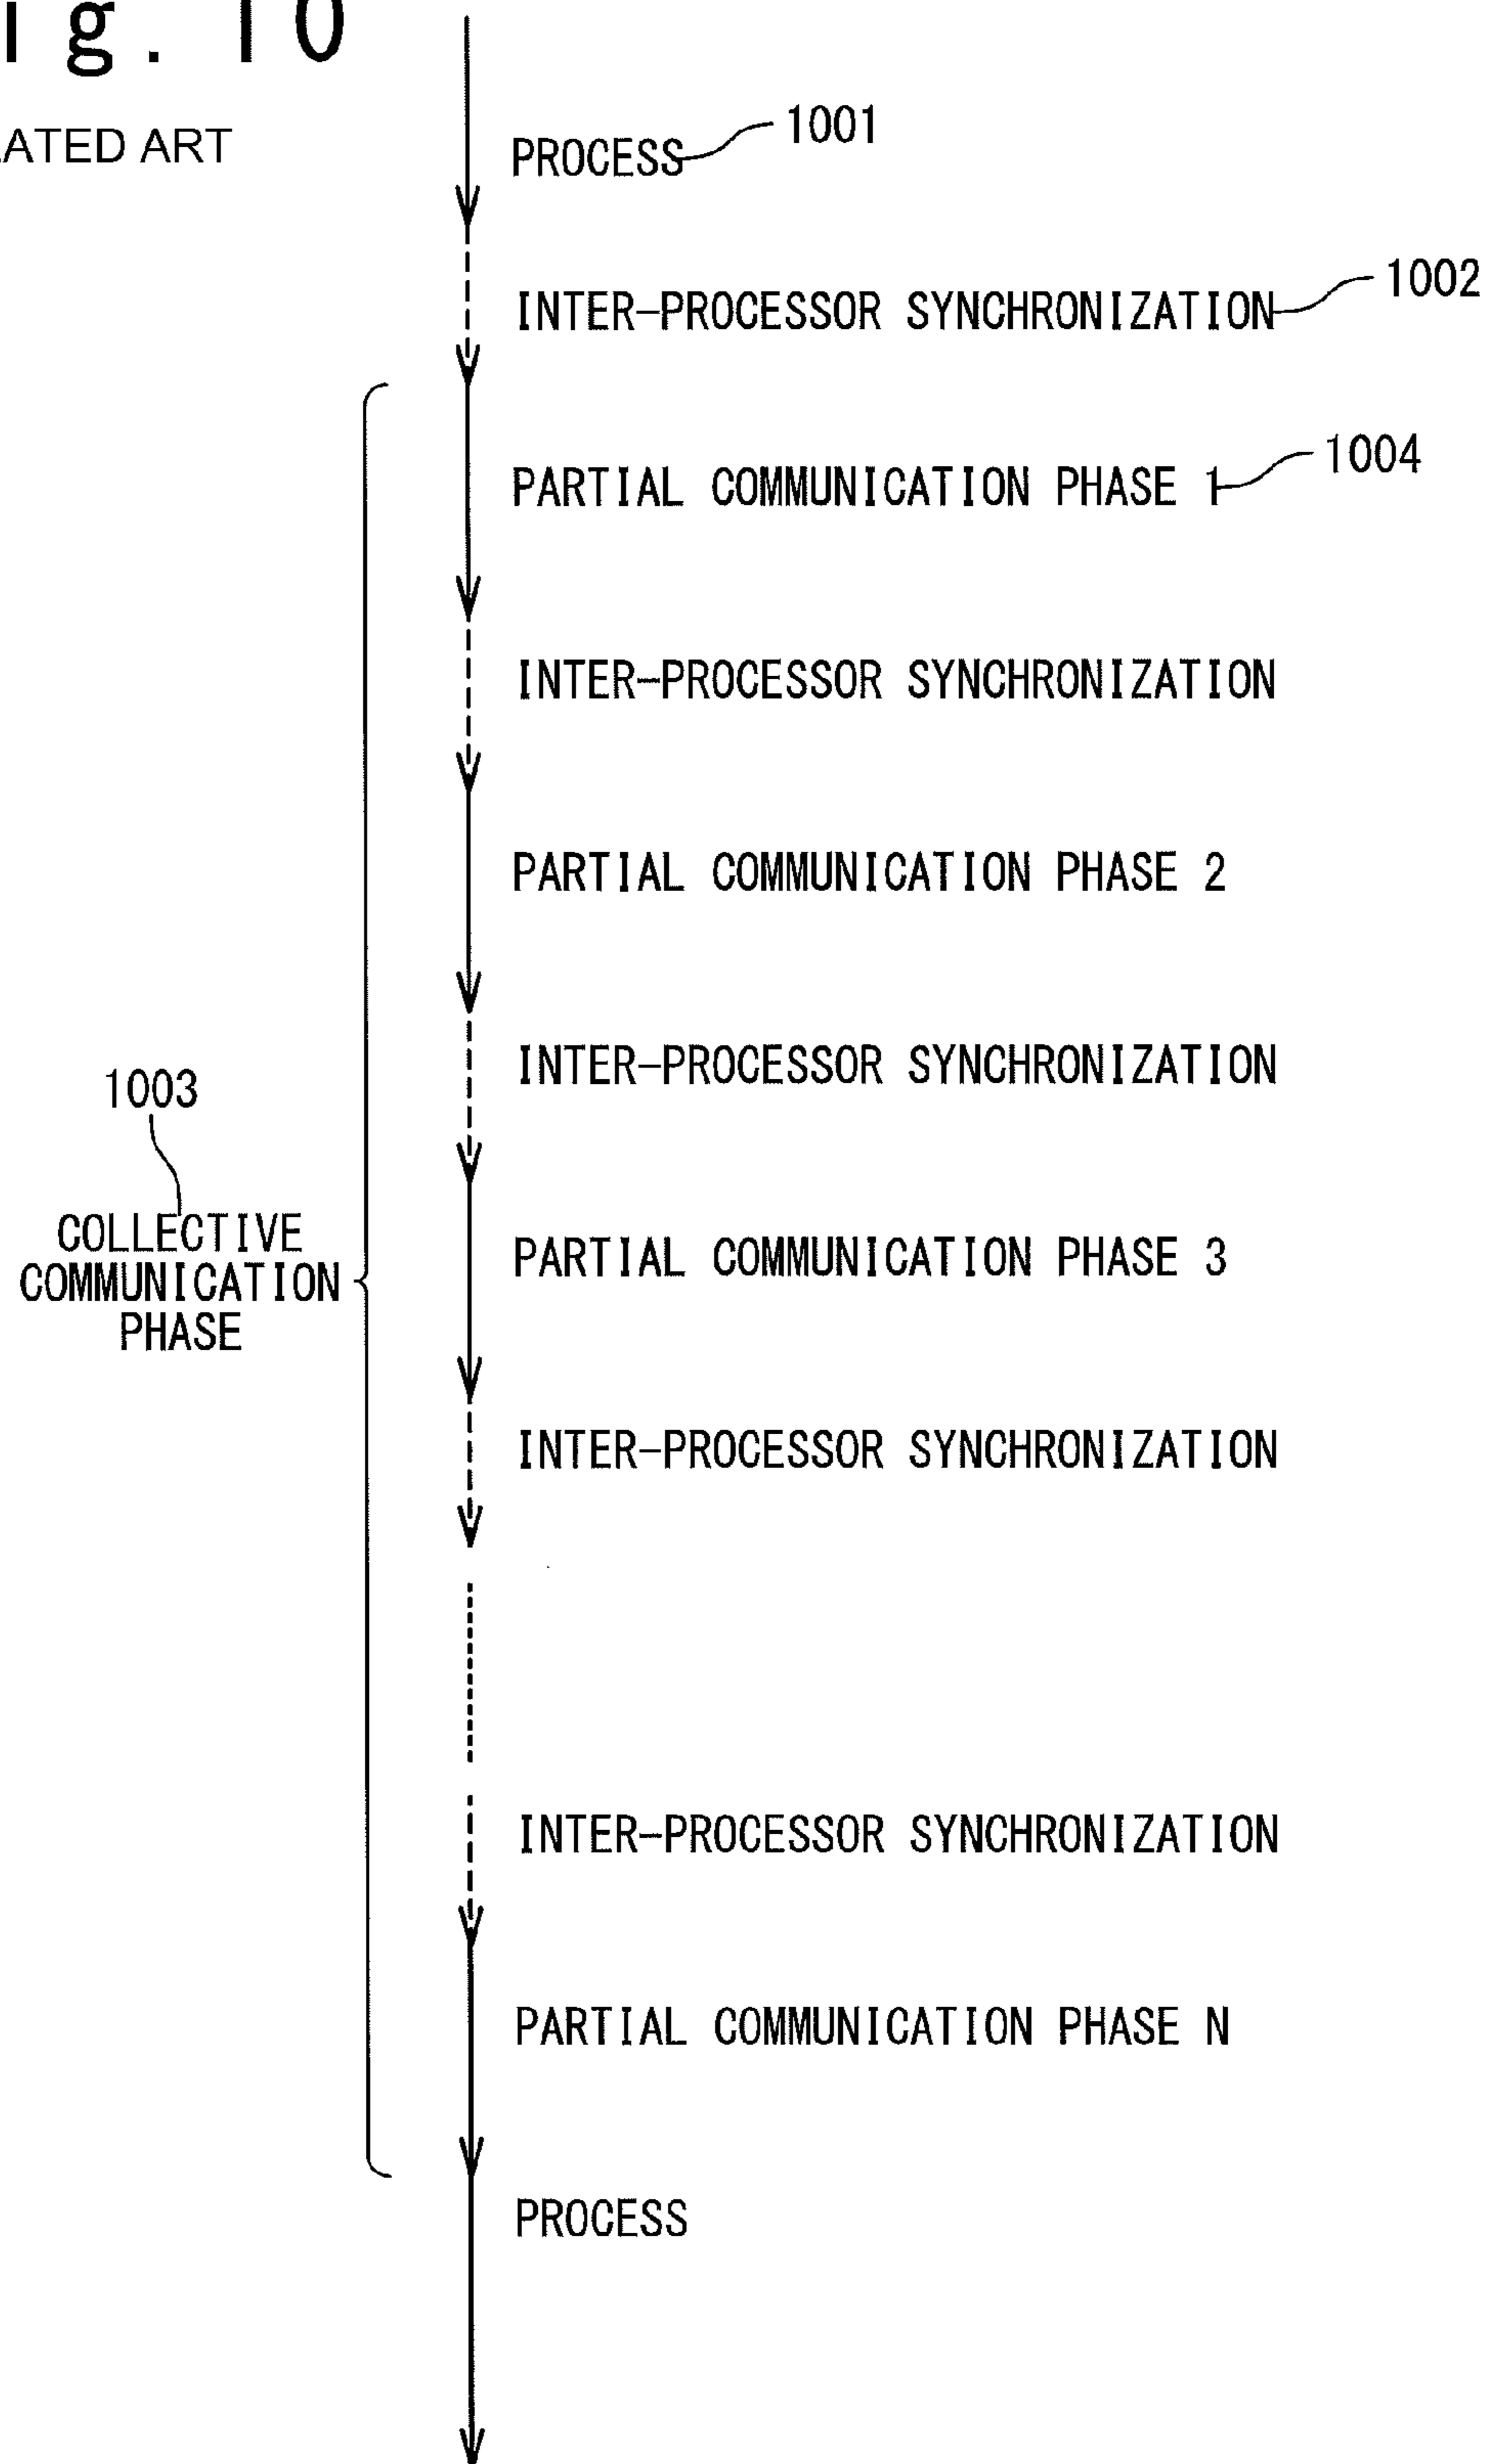 ig. 10
ATED ART
PROCESS 1001
INTER-PROCESSOR SYNCHRONIZATION 1002
PARTIAL COMMUNICATION PHASE 1 1004
INTER-PROCESSOR SYNCHRONIZATION
PARTIAL COMMUNICATION PHASE 2
INTER-PROCESSOR SYNCHRONIZATION
1003
COLLECTIVE
COMMUNICATION
PHASE
PARTIAL COMMUNICATION PHASE 3
INTER-PROCESSOR SYNCHRONIZATION
INTER-PROCESSOR SYNCHRONIZATION
PARTIAL COMMUNICATION PHASE N
PROCESS